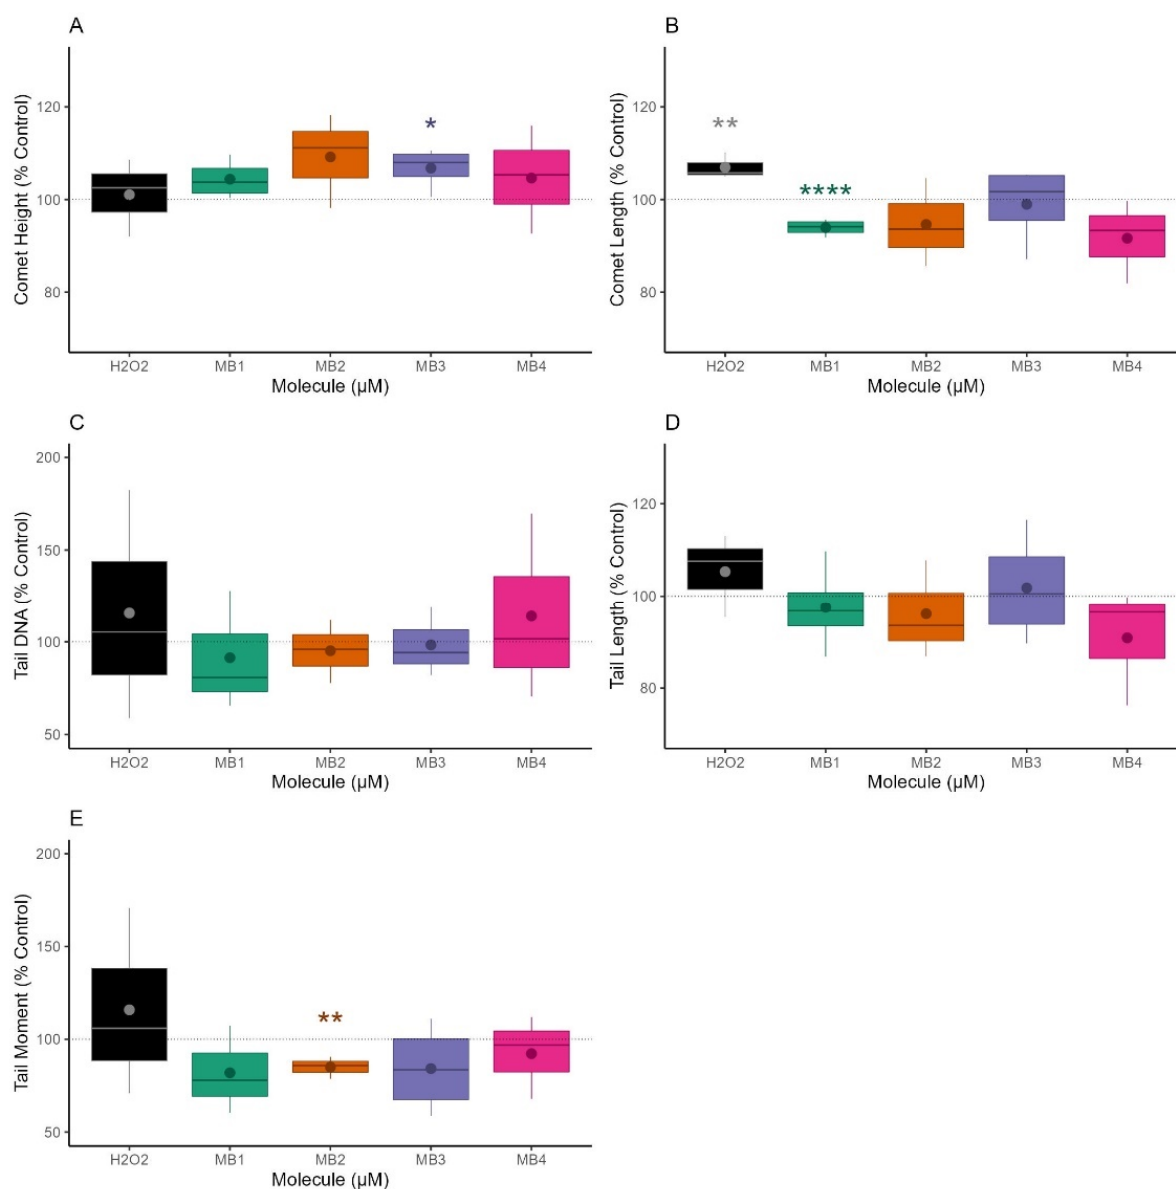 A
Comet Height (% Control)
120
100
80
*
H2O2 MB1 MB2 MB3 MB4
Molecule (µM)
B
Comet Length (% Control)
120
100
80
**
****
H2O2 MB1 MB2 MB3 MB4
Molecule (µM)
C
Tail DNA (% Control)
200
150
100
50
H2O2 MB1 MB2 MB3 MB4
Molecule (µM)
D
Tail Length (% Control)
120
100
80
H2O2 MB1 MB2 MB3 MB4
Molecule (µM)
E
Tail Moment (% Control)
200
150
100
50
**
H2O2 MB1 MB2 MB3 MB4
Molecule (µM)